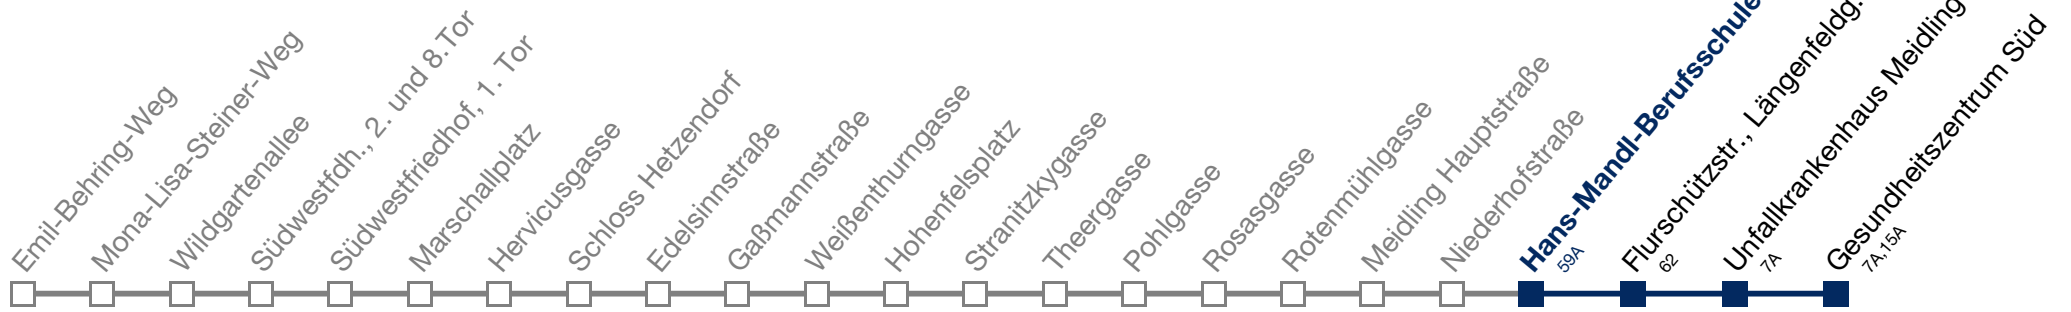 Emil-Behring-Weg
Mona-Lisa-Steiner-Weg
Wildgartenallee
Südwestfdh., 2. und 8.Tor
Südwestfriedhof, 1. Tor
Marschallplatz
Hervicusgasse
Schloss Hetzendorf
Edelsinnstraße
Gaßmannstraße
Weißenthurngasse
Hohenfelsplatz
Stranitzkygasse
Theergasse
Pohlgasse
Rosasgasse
Rotenmühlgasse
Meidling Hauptstraße
Niederhofstraße
Hans-Mandl-Berufsschule
59A
Flurschützstr., Längenfeldg.
62
Unfallkrankenhaus Meidling
7A
Gesundheitszentrum Süd
7A,15A